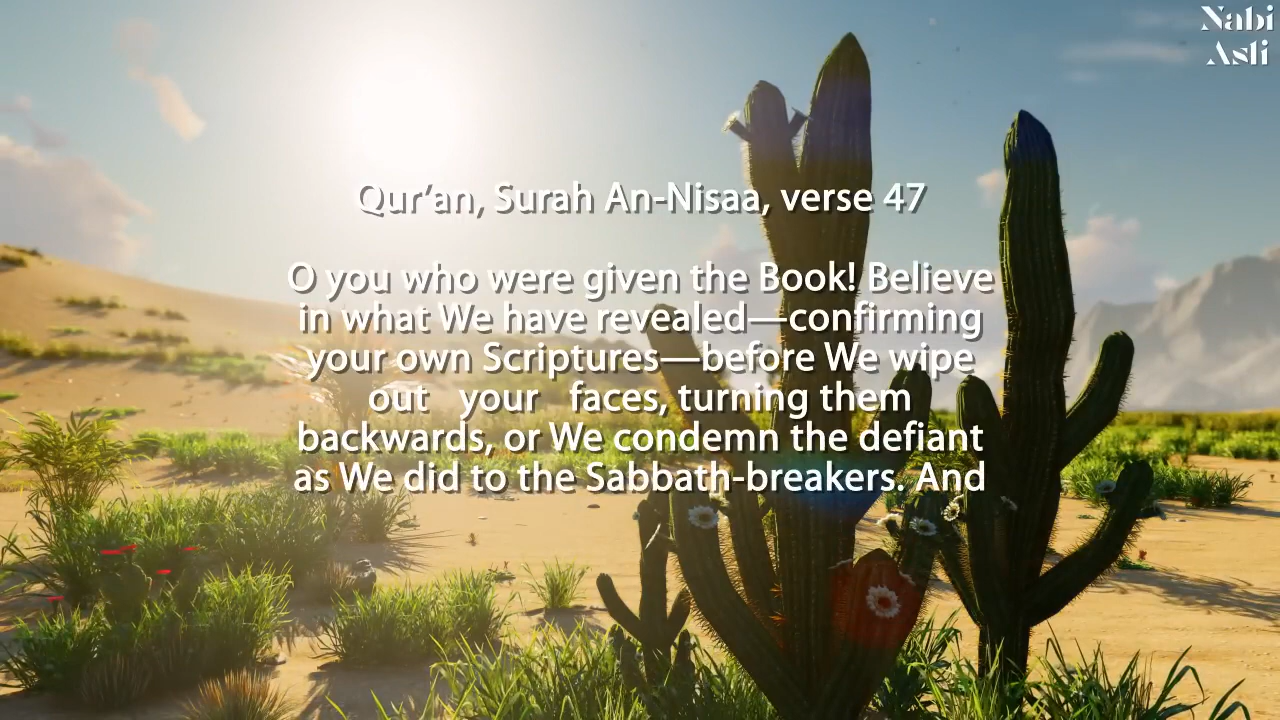 Nabi
Asli
Qur’an, Surah An-Nisaa, verse 47
O you who were given the Book! Believe
in what We have revealed—confirming
your own Scriptures—before We wipe
out your faces, turning them
backwards, or We condemn the defiant
as We did to the Sabbath-breakers. And